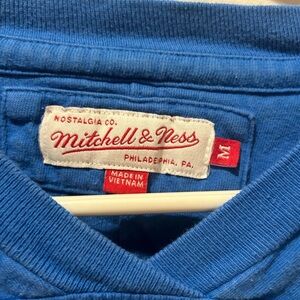 NOSTALGIA CO.
Mitchell & Ness
PHILADELPHIA, PA.
M
MADE IN
VIETNAM